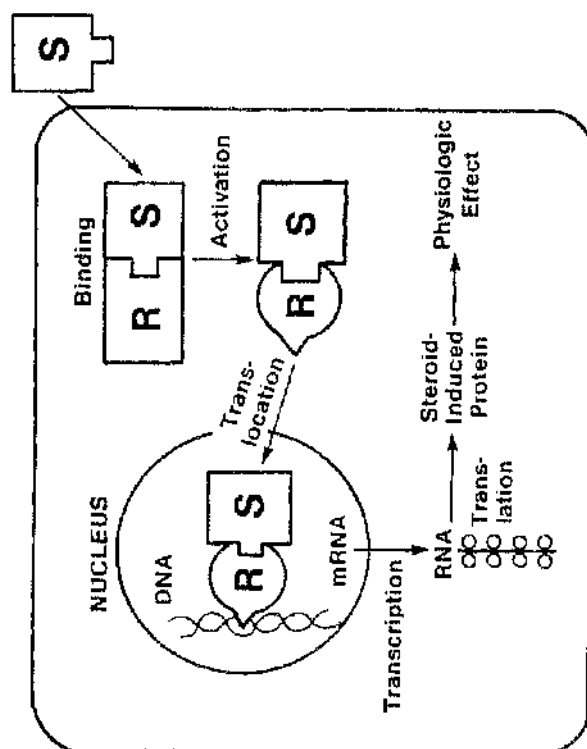 S
Binding
R
S
Activation
R
S
Trans-
location
NUCLEUS
DNA
R
S
mRNA
Transcription
RNA
Trans-
lation
Steroid-
Induced
Protein
Physiologic
Effect